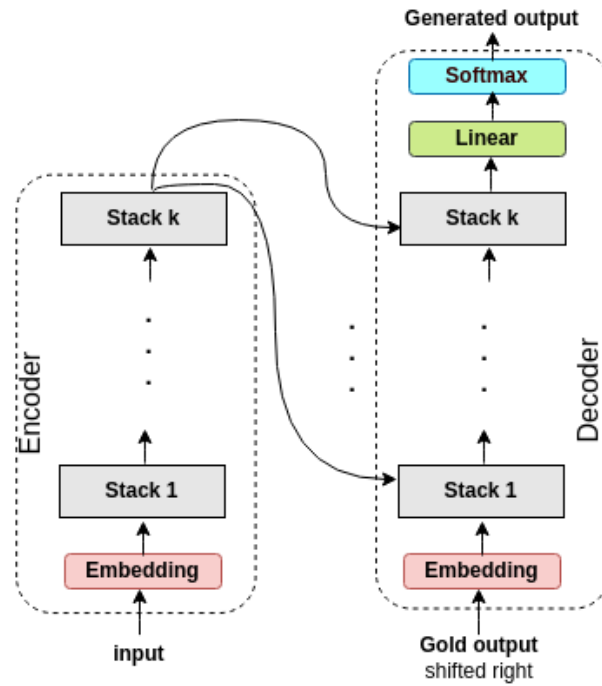 Generated output
Softmax
Linear
Stack k
Stack k
Encoder
Decoder
Stack 1
Stack 1
Embedding
Embedding
input
Gold output
shifted right